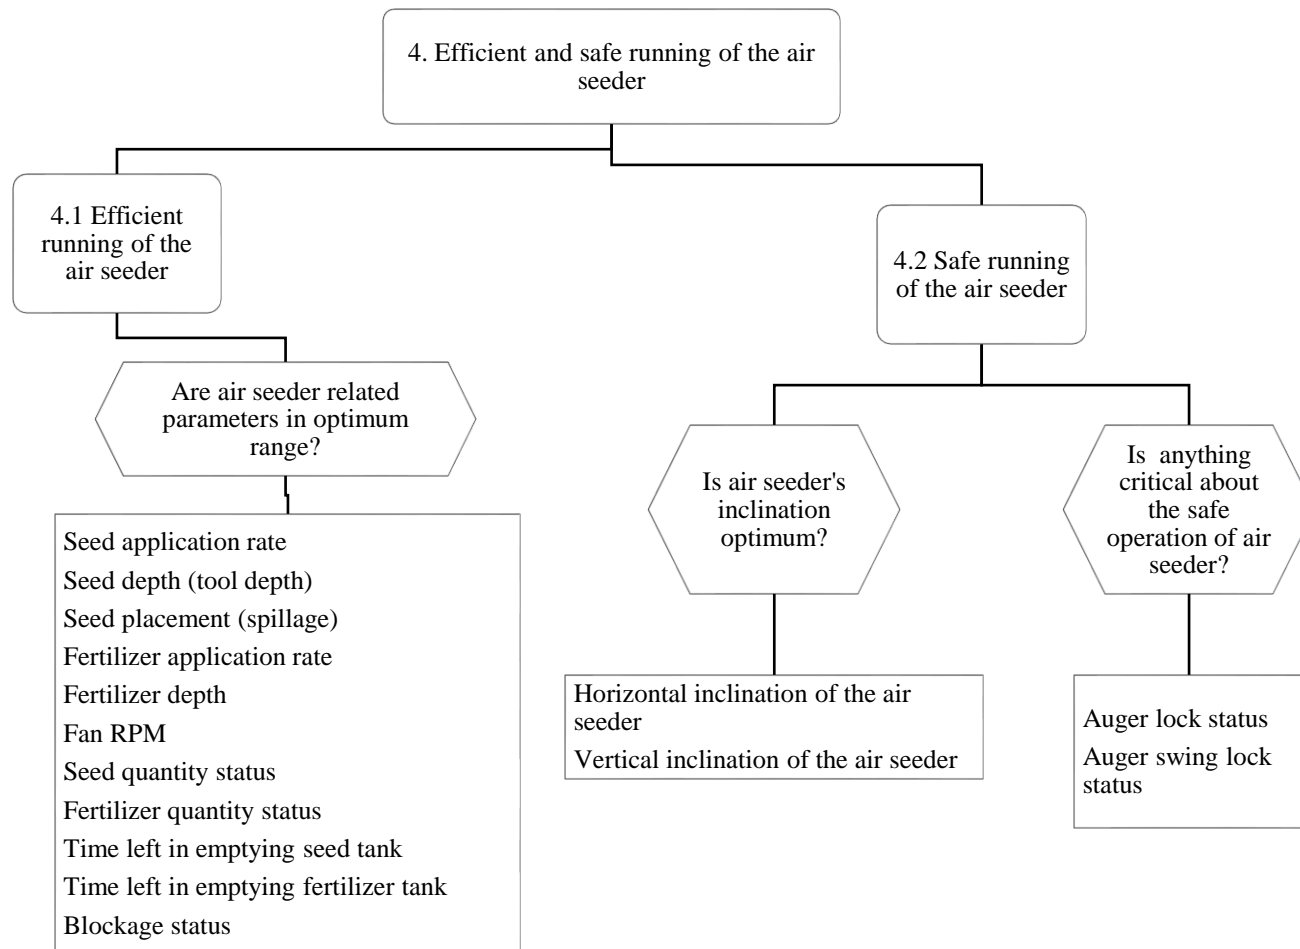 4. Efficient and safe running of the air
seeder
4.1 Efficient
running of the
air seeder
4.2 Safe running
of the air seeder
Are air seeder related
parameters in optimum
range?
Is air seeder's
inclination
optimum?
Is  anything
critical about
the safe
operation of air
seeder?
Seed application rate
Seed depth (tool depth)
Seed placement (spillage)
Fertilizer application rate
Fertilizer depth
Fan RPM
Seed quantity status
Fertilizer quantity status
Time left in emptying seed tank
Time left in emptying fertilizer tank
Blockage status
Horizontal inclination of the air
seeder
Vertical inclination of the air seeder
Auger lock status
Auger swing lock
status